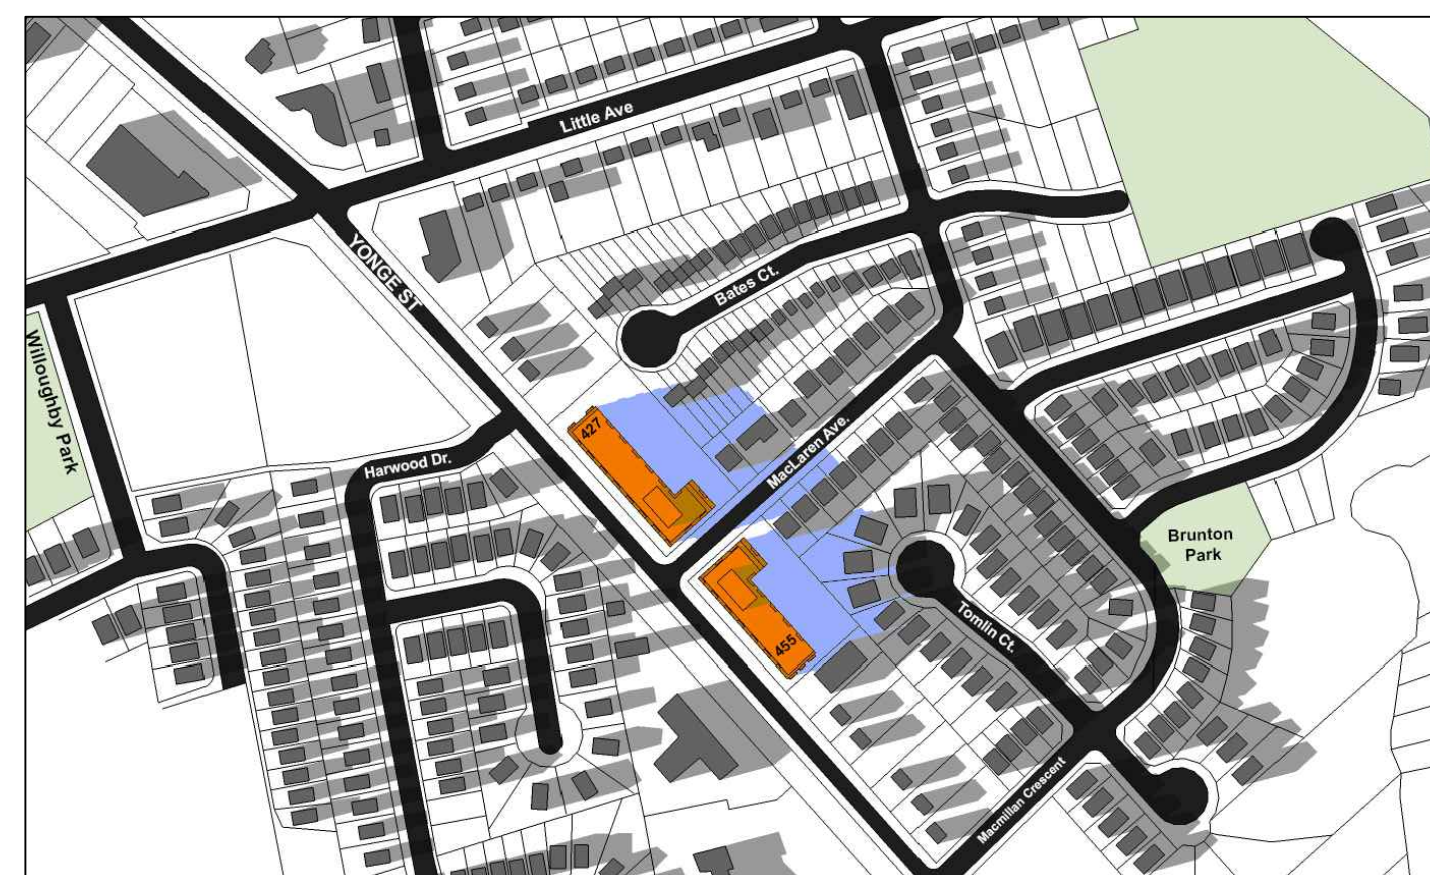 Little Ave
YONGE ST
Bates Ct.
Willoughby Park
427
MacLaren Ave.
Harwood Dr.
Brunton
Park
455
Tomlin Ct.
Macmillan Crescent